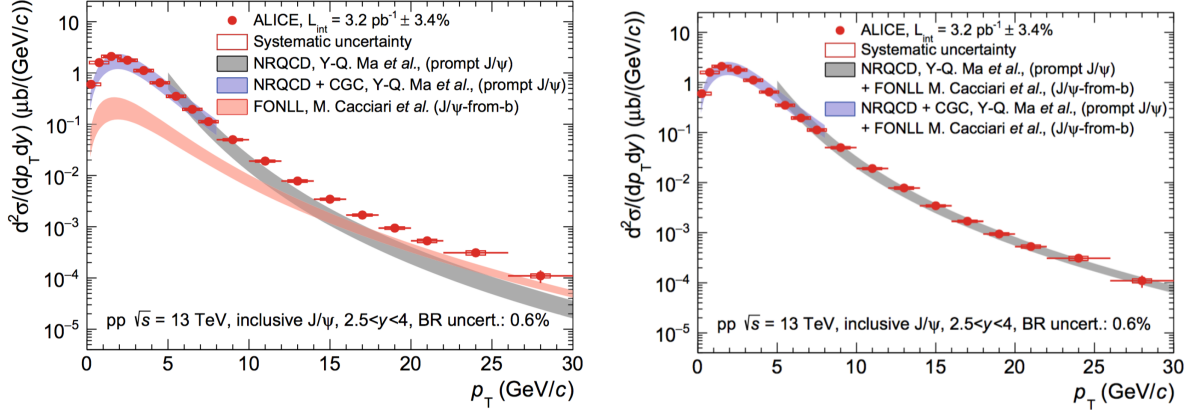 ALICE, L_int = 3.2 pb⁻¹ ± 3.4%
Systematic uncertainty
NRQCD, Y-Q. Ma et al., (prompt J/ψ)
NRQCD + CGC, Y-Q. Ma et al., (prompt J/ψ)
FONLL, M. Cacciari et al. (J/ψ-from-b)
d²σ/(dp_T dy) (μb/(GeV/c))
10
1
10⁻¹
10⁻²
10⁻³
10⁻⁴
10⁻⁵
pp √s = 13 TeV, inclusive J/ψ, 2.5<y<4, BR uncert.: 0.6%
0 5 10 15 20 25 30
p_T (GeV/c)
ALICE, L_int = 3.2 pb⁻¹ ± 3.4%
Systematic uncertainty
NRQCD, Y-Q. Ma et al., (prompt J/ψ)
+ FONLL, M. Cacciari et al., (J/ψ-from-b)
NRQCD + CGC, Y-Q. Ma et al., (prompt J/ψ)
+ FONLL M. Cacciari et al., (J/ψ-from-b)
d²σ/(dp_T dy) (μb/(GeV/c))
10
1
10⁻¹
10⁻²
10⁻³
10⁻⁴
10⁻⁵
pp √s = 13 TeV, inclusive J/ψ, 2.5<y<4, BR uncert.: 0.6%
0 5 10 15 20 25 30
p_T (GeV/c)